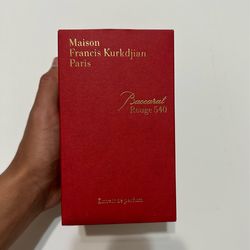 Maison
Francis Kurkdjian
Paris
Baccarat
Rouge 540
Extrait de parfum